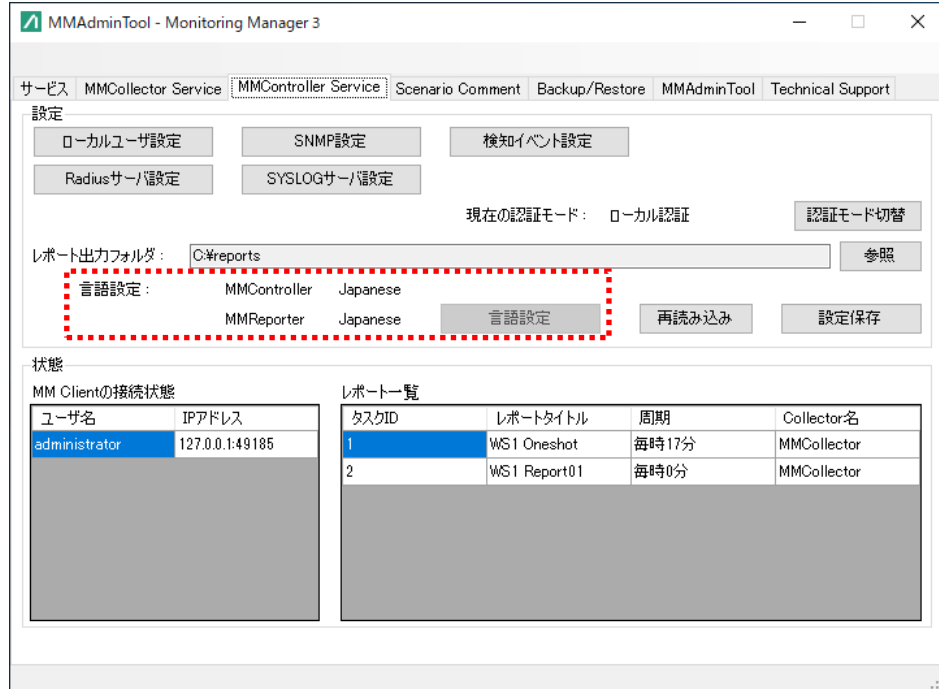 MMAdminTool - Monitoring Manager 3
サービス MMCollector Service MMController Service Scenario Comment Backup/Restore MMAdminTool Technical Support
設定
ローカルユーザ設定 SNMP設定 検知イベント設定
Radiusサーバ設定 SYSLOGサーバ設定
現在の認証モード： ローカル認証 認証モード切替
レポート出力フォルダ： C:¥reports 参照
言語設定： MMController Japanese
MMReporter Japanese 言語設定 再読み込み 設定保存
状態
MM Clientの接続状態 レポート一覧
ユーザ名 IPアドレス タスクID レポートタイトル 周期 Collector名
administrator 127.0.0.1:49185 1 WS1 Oneshot 毎時17分 MMCollector
2 WS1 Report01 毎時0分 MMCollector